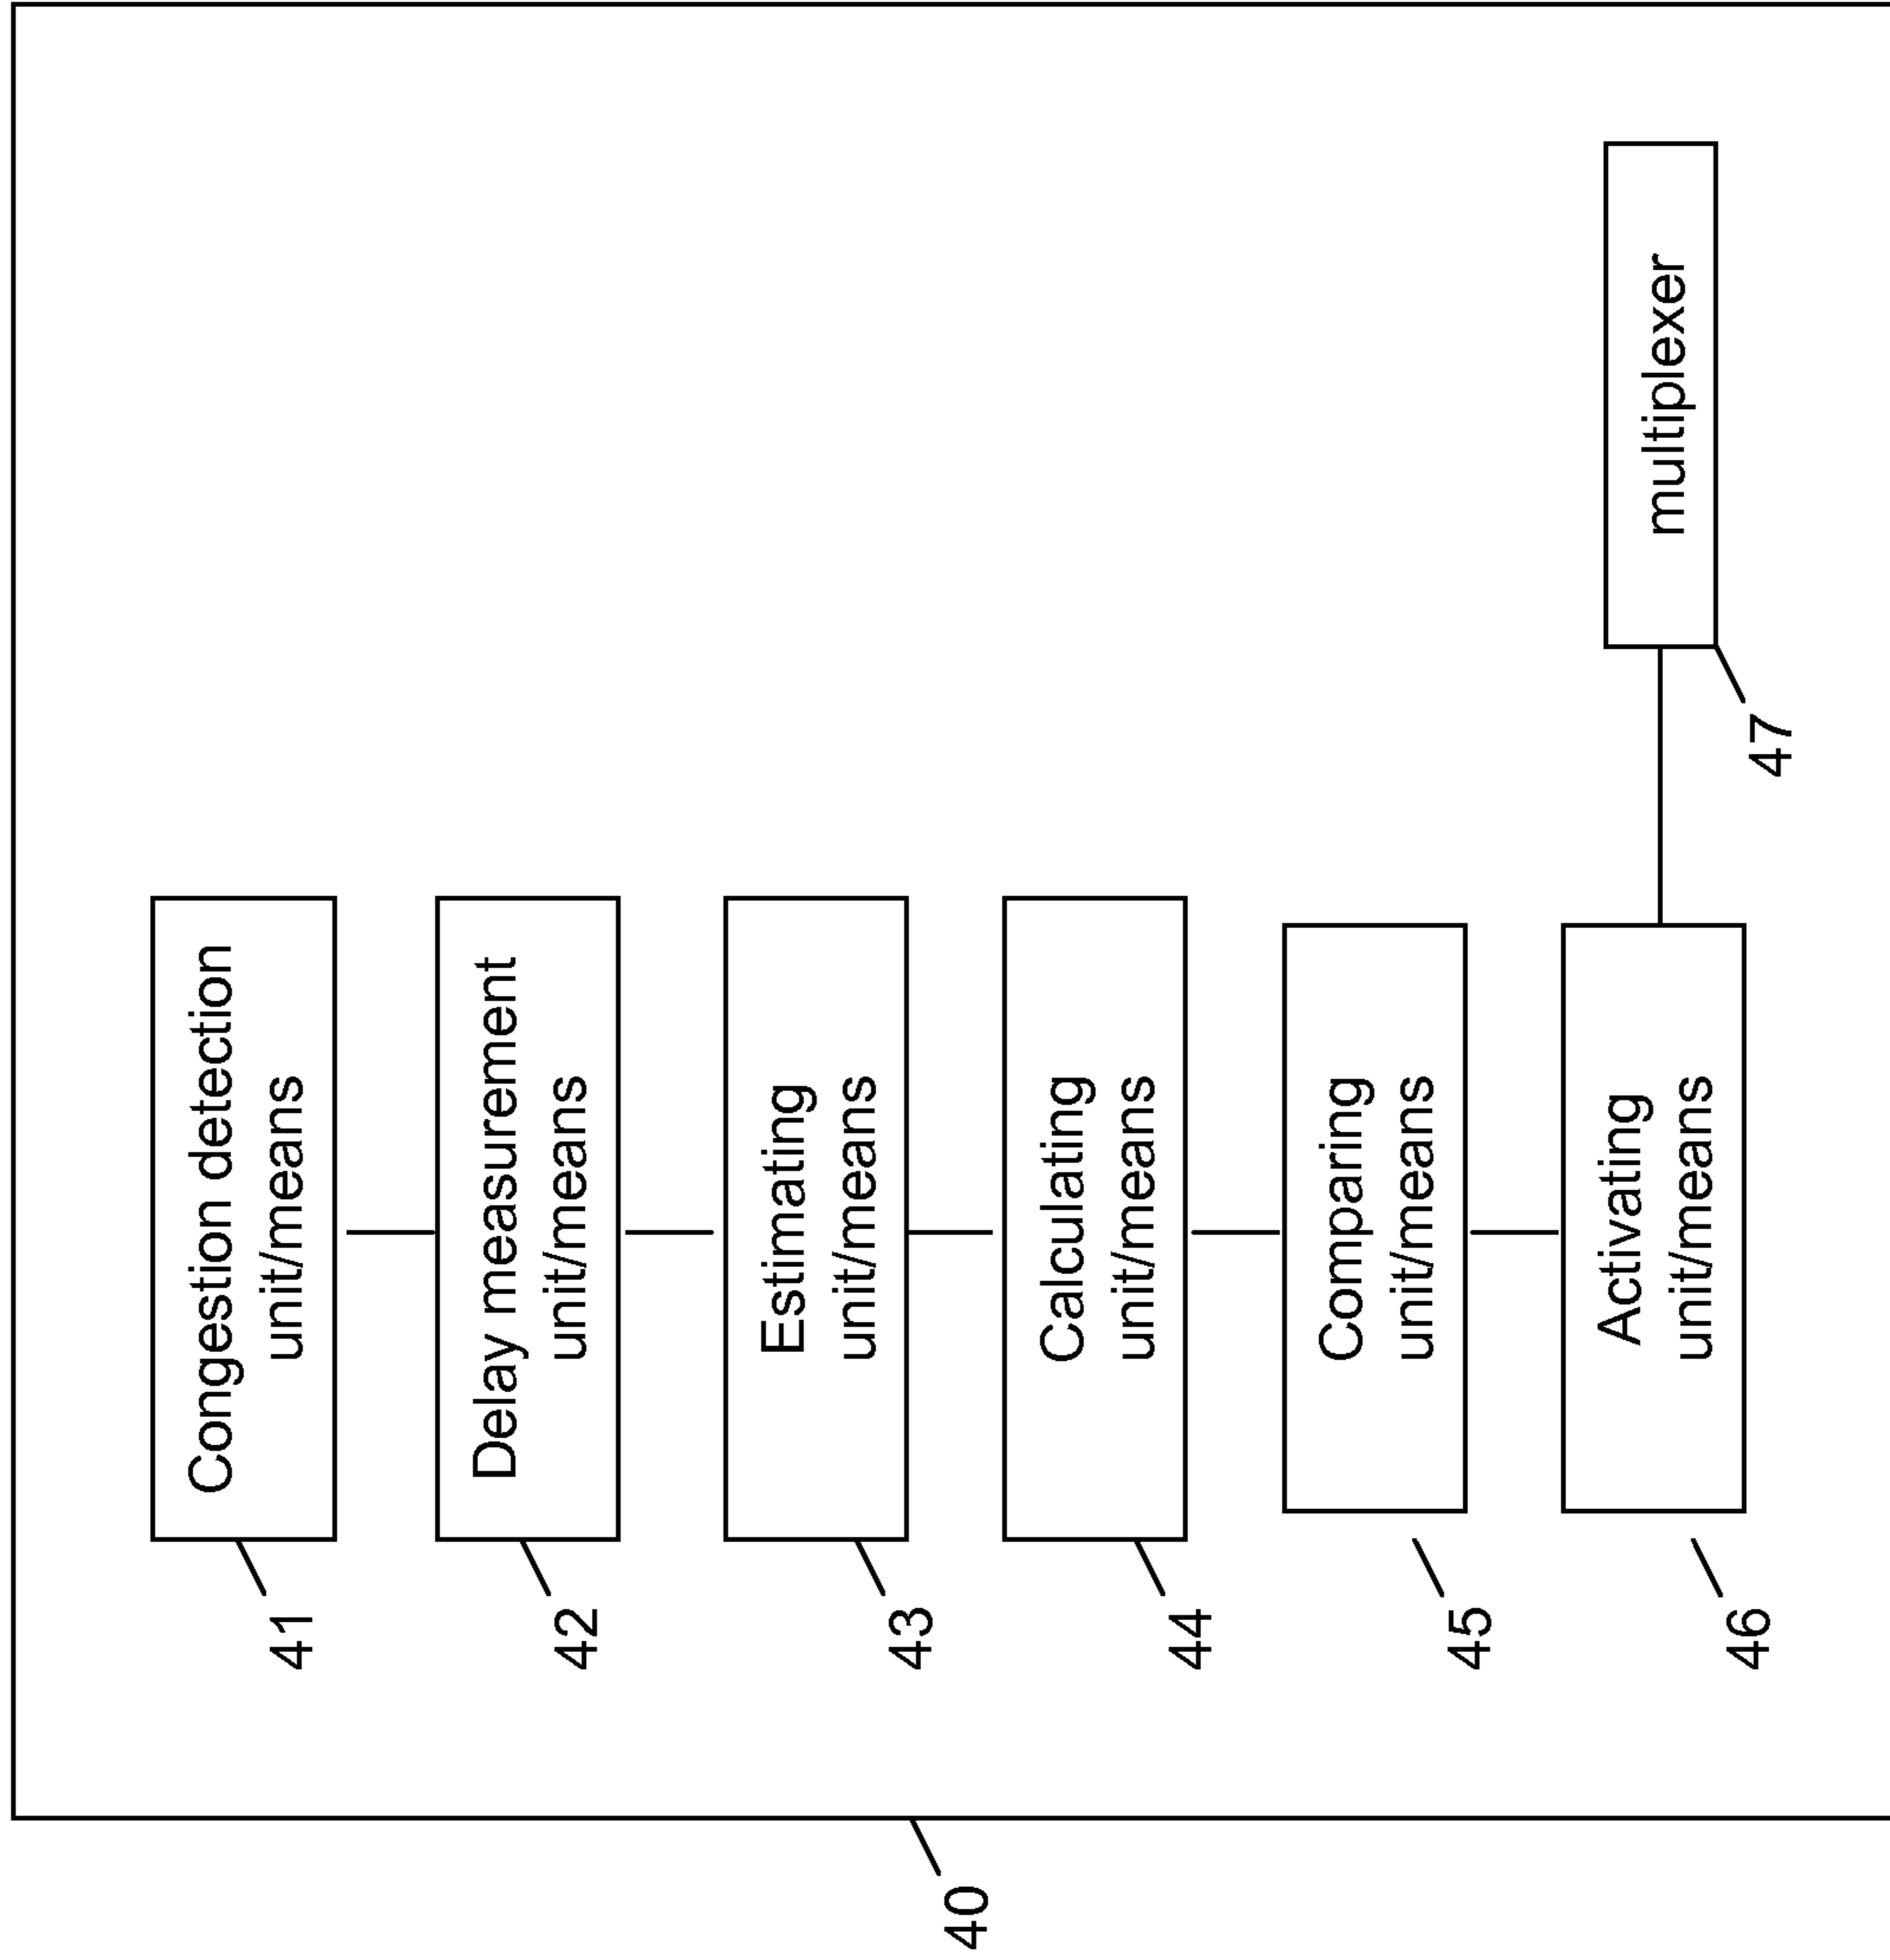 Congestion detection
unit/means
41
Delay measurement
unit/means
42
Estimating
unit/means
43
Calculating
unit/means
44
Comparing
unit/means
45
Activating
unit/means
46
multiplexer
47
40